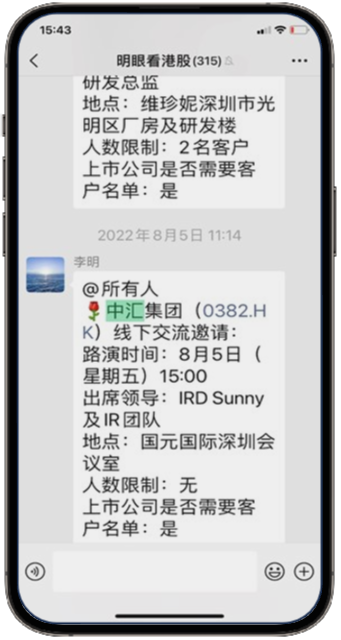 15:43
明眼看港股(315)
研发总监
地点：维珍妮深圳市光
明区厂房及研发楼
人数限制：2名客户
上市公司是否需要客
户名单：是
2022年8月5日 11:14
李明
@所有人
🌹中汇集团（0382.H
K）线下交流邀请：
路演时间：8月5日（
星期五）15:00
出席领导：IRD Sunny
及IR团队
地点：国元国际深圳会
议室
人数限制：无
上市公司是否需要客
户名单：是